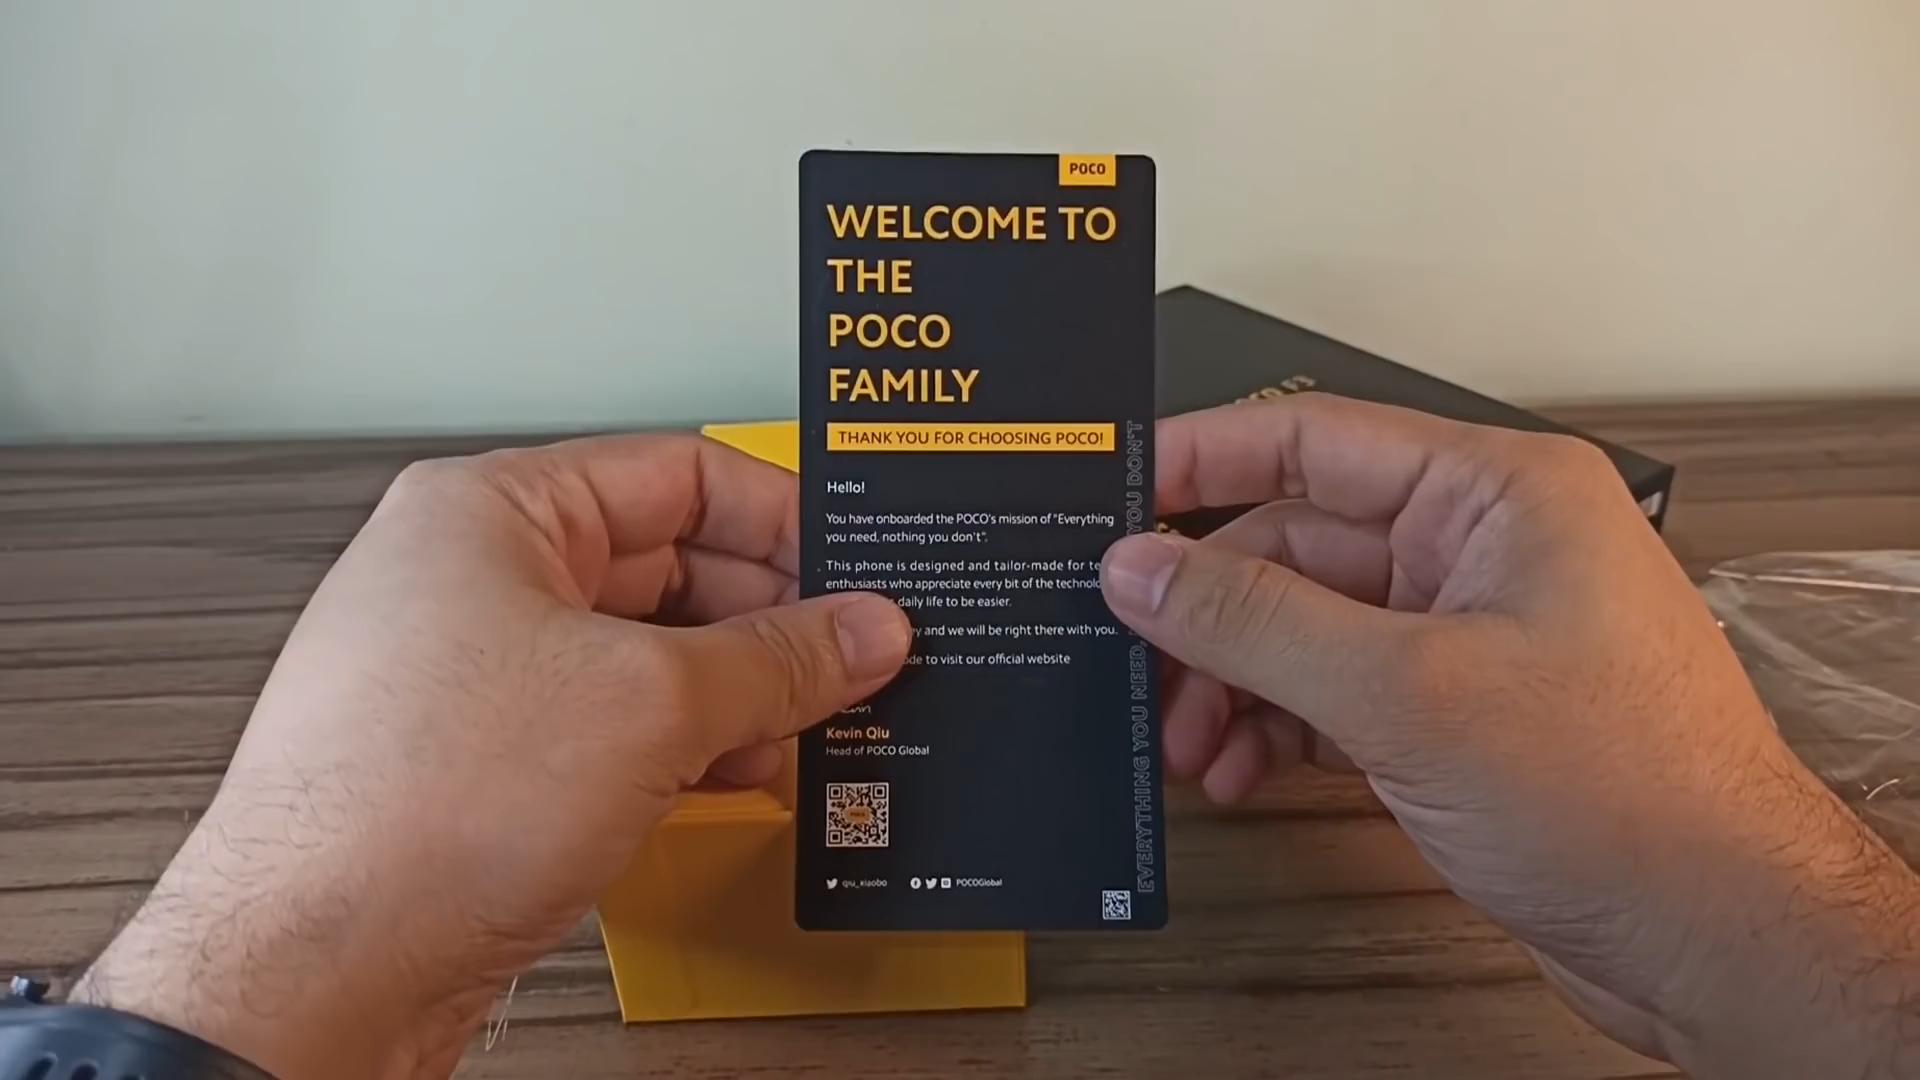 POCO
WELCOME TO
THE
POCO
FAMILY
THANK YOU FOR CHOOSING POCO!
Hello!
You have onboarded the POCO's mission of "Everything
you need, nothing you don't".
This phone is designed and tailor-made for
enthusiasts who appreciate every bit of the
daily life to be easier.
and we will be right there with you.
to visit our official website
Kevin Qiu
Head of POCO Global
qiu_xiaobo
POCOGlobal
EVERYTHING YOU NEED, YOU DON'T
F3